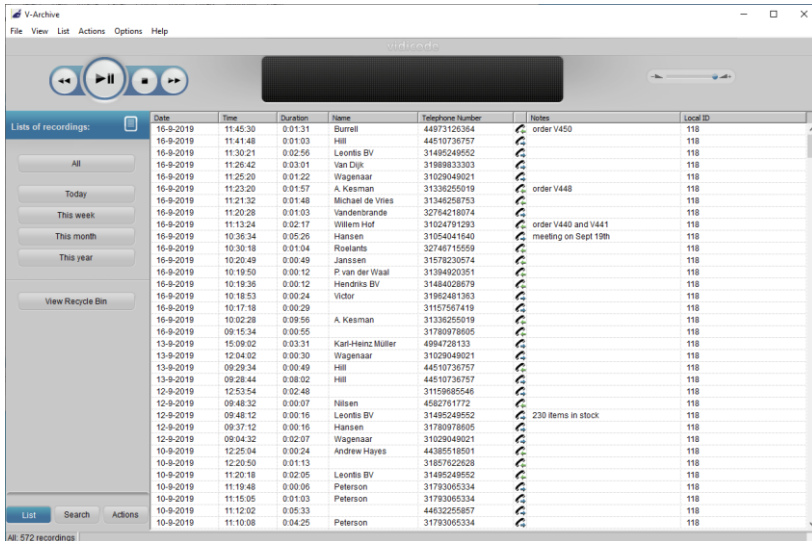 V-Archive
File View List Actions Options Help
vidicode
Lists of recordings:
All
Today
This week
This month
This year
View Recycle Bin
List Search Actions
All: 572 recordings
Date Time Duration Name Telephone Number Notes Local ID
16-9-2019 11:45:30 0:01:31 Burrell 44973126364 order V450 118
16-9-2019 11:41:48 0:01:03 Hill 44510736757 118
16-9-2019 11:30:21 0:02:56 Leontis BV 31495249552 118
16-9-2019 11:26:42 0:03:01 Van Dijk 31989833303 118
16-9-2019 11:25:20 0:01:22 Wagenaar 31029049021 118
16-9-2019 11:23:20 0:01:57 A. Kesman 31336255019 order V448 118
16-9-2019 11:21:32 0:01:48 Michael de Vries 31346258753 118
16-9-2019 11:20:28 0:01:03 Vandenbrande 32764218074 118
16-9-2019 11:13:24 0:02:17 Willem Hof 31024791293 order V440 and V441 118
16-9-2019 10:36:34 0:05:26 Hansen 31054041640 meeting on Sept 19th 118
16-9-2019 10:30:18 0:01:04 Roelants 32746715559 118
16-9-2019 10:20:49 0:00:49 Janssen 31578230574 118
16-9-2019 10:19:50 0:00:12 P. van der Waal 31394920351 118
16-9-2019 10:19:36 0:00:12 Hendriks BV 31484028679 118
16-9-2019 10:18:53 0:00:24 Victor 31962481363 118
16-9-2019 10:17:18 0:00:29 31157567419 118
16-9-2019 10:02:28 0:09:56 A. Kesman 31336255019 118
16-9-2019 09:15:34 0:00:55 31780978605 118
13-9-2019 15:09:02 0:03:31 Karl-Heinz Müller 4994728133 118
13-9-2019 12:04:02 0:00:30 Wagenaar 31029049021 118
13-9-2019 09:29:34 0:00:49 Hill 44510736757 118
13-9-2019 09:28:44 0:08:02 Hill 44510736757 118
12-9-2019 12:53:54 0:02:48 31159685546 118
12-9-2019 09:48:32 0:00:07 Nilsen 4582761772 118
12-9-2019 09:48:12 0:00:16 Leontis BV 31495249552 230 items in stock 118
12-9-2019 09:37:12 0:00:16 Hansen 31780978605 118
12-9-2019 09:04:32 0:02:07 Wagenaar 31029049021 118
10-9-2019 12:25:04 0:00:24 Andrew Hayes 44385518501 118
10-9-2019 12:20:50 0:01:13 31857622628 118
10-9-2019 11:20:18 0:02:05 Leontis BV 31495249552 118
10-9-2019 11:19:48 0:00:06 Peterson 31793065334 118
10-9-2019 11:15:05 0:01:03 Peterson 31793065334 118
10-9-2019 11:12:02 0:05:33 44632255857 118
10-9-2019 11:10:08 0:04:25 Peterson 31793065334 118